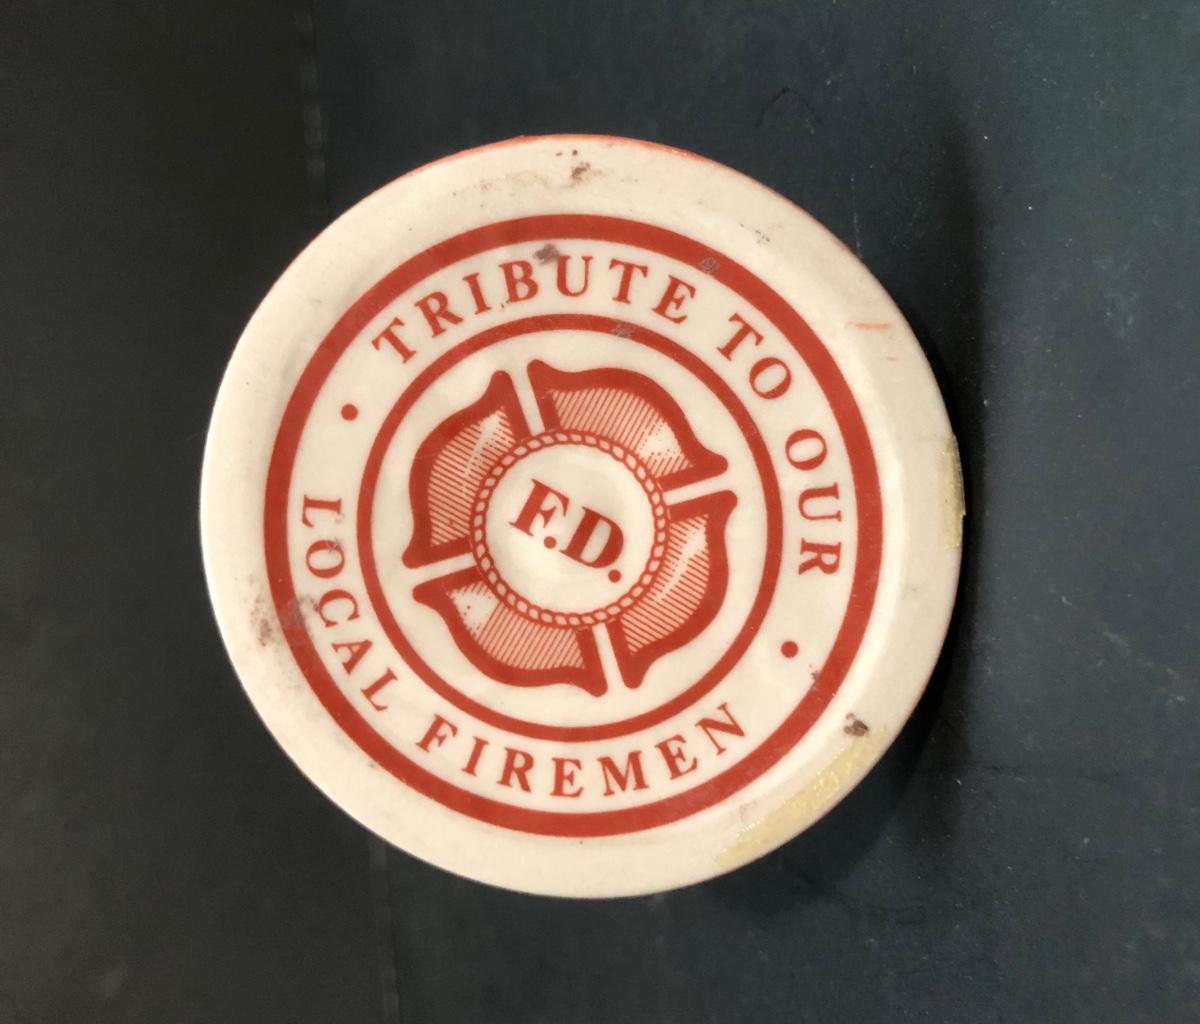 TRIBUTE TO OUR
LOCAL FIREMEN
F.D.